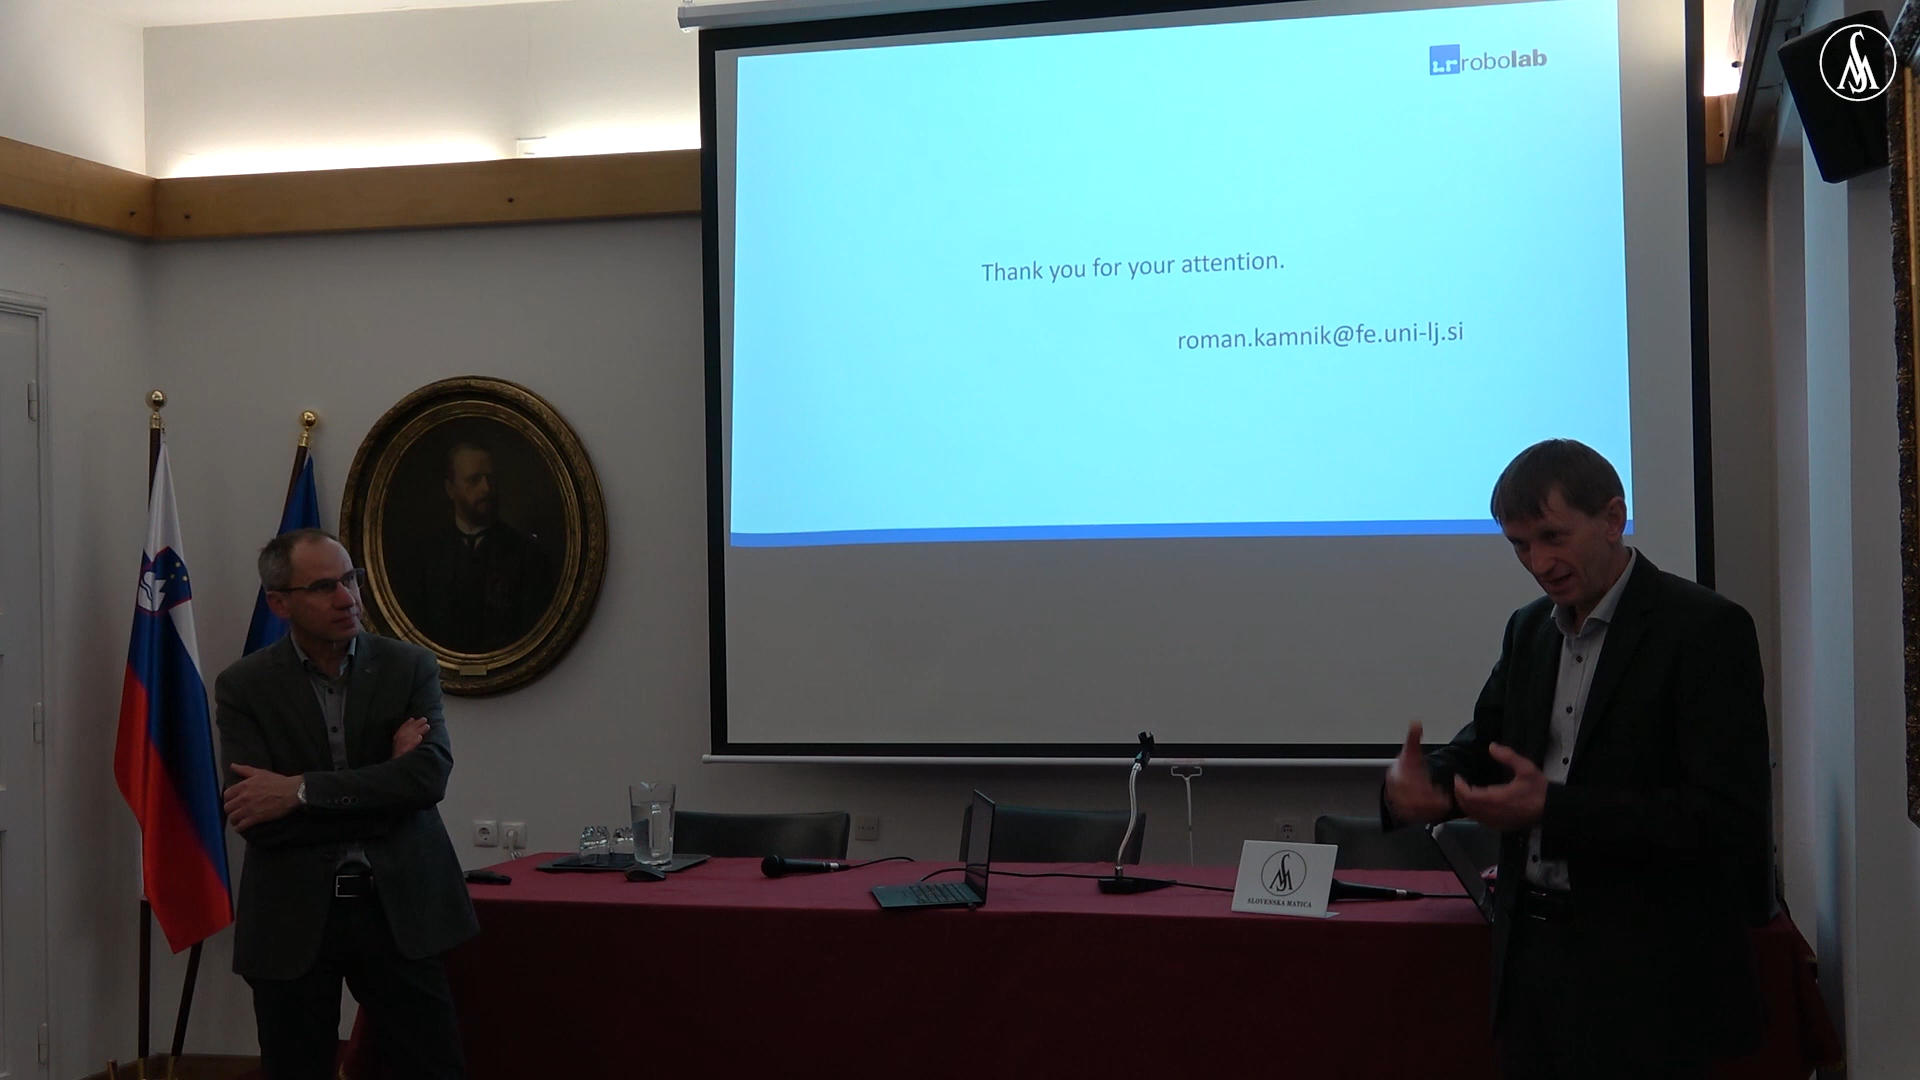 robolab
Thank you for your attention.
roman.kamnik@fe.uni-lj.si
SLOVENSKA MATICA